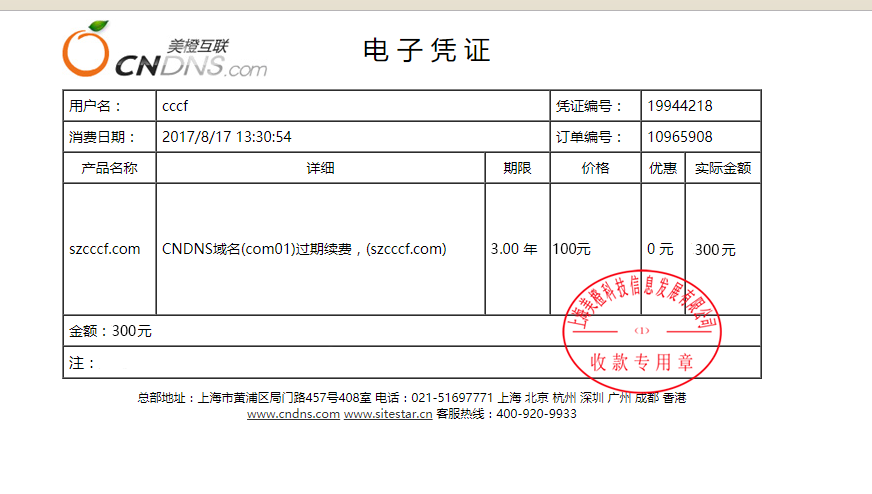 美橙互联
CNDNS.com
电子凭证
用户名： cccf 凭证编号： 19944218
消费日期： 2017/8/17 13:30:54 订单编号： 10965908
产品名称 详细 期限 价格 优惠 实际金额
szcccf.com CNDNS域名(com01)过期续费，(szcccf.com) 3.00 年 100元 0 元 300元
上海美橙科技信息发展有限公司
(1)
收款专用章
金额：300元
注：
总部地址：上海市黄浦区局门路457号408室 电话：021-51697771 上海 北京 杭州 深圳 广州 成都 香港
www.cndns.com www.sitestar.cn 客服热线：400-920-9933